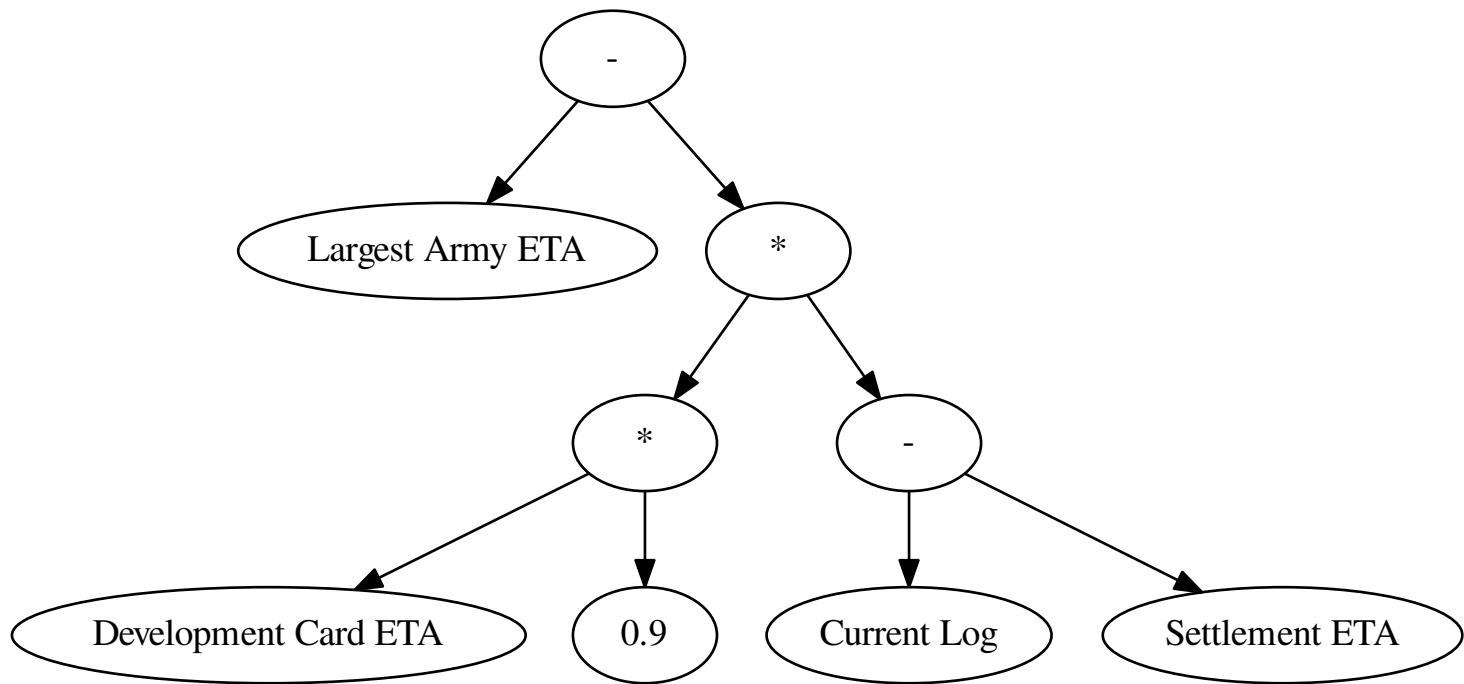 -
Largest Army ETA
*
*
-
Development Card ETA
0.9
Current Log
Settlement ETA